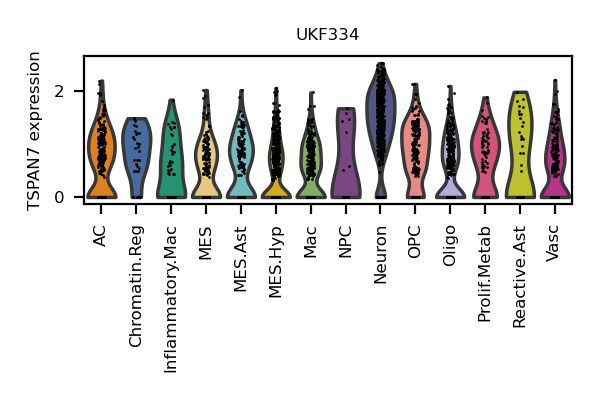 UKF334
TSPAN7 expression
2
0
AC
Chromatin.Reg
Inflammatory.Mac
MES
MES.Ast
MES.Hyp
Mac
NPC
Neuron
OPC
Oligo
Prolif.Metab
Reactive.Ast
Vasc